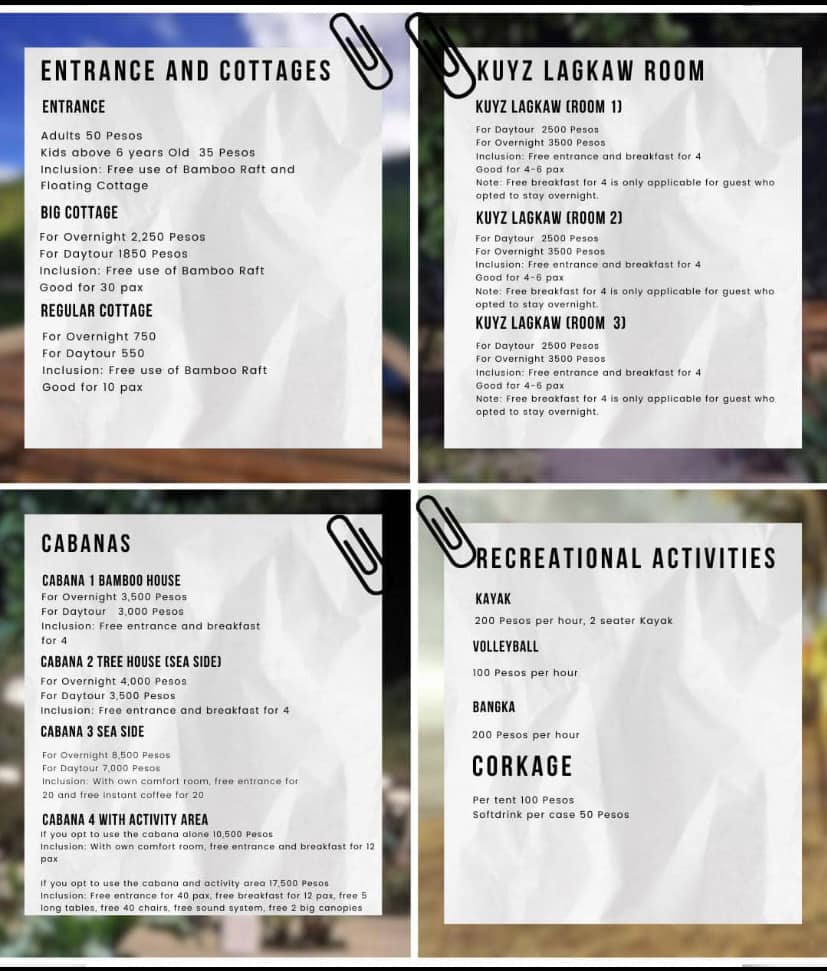 ENTRANCE AND COTTAGES
ENTRANCE
Adults 50 Pesos
Kids above 6 years Old 35 Pesos
Inclusion: Free use of Bamboo Raft and
Floating Cottage
BIG COTTAGE
For Overnight 2,250 Pesos
For Daytour 1850 Pesos
Inclusion: Free use of Bamboo Raft
Good for 30 pax
REGULAR COTTAGE
For Overnight 750
For Daytour 550
Inclusion: Free use of Bamboo Raft
Good for 10 pax
KUYZ LAGKAW ROOM
KUYZ LAGKAW (ROOM 1)
For Daytour 2500 Pesos
For Overnight 3500 Pesos
Inclusion: Free entrance and breakfast for 4
Good for 4-6 pax
Note: Free breakfast for 4 is only applicable for guest who
opted to stay overnight.
KUYZ LAGKAW (ROOM 2)
For Daytour 2500 Pesos
For Overnight 3500 Pesos
Inclusion: Free entrance and breakfast for 4
Good for 4-6 pax
Note: Free breakfast for 4 is only applicable for guest who
opted to stay overnight.
KUYZ LAGKAW (ROOM 3)
For Daytour 2500 Pesos
For Overnight 3500 Pesos
Inclusion: Free entrance and breakfast for 4
Good for 4-6 pax
Note: Free breakfast for 4 is only applicable for guest who
opted to stay overnight.
CABANAS
CABANA 1 BAMBOO HOUSE
For Overnight 3,500 Pesos
For Daytour 3,000 Pesos
Inclusion: Free entrance and breakfast
for 4
CABANA 2 TREE HOUSE (SEA SIDE)
For Overnight 4,000 Pesos
For Daytour 3,500 Pesos
Inclusion: Free entrance and breakfast for 4
CABANA 3 SEA SIDE
For Overnight 8,500 Pesos
For Daytour 7,000 Pesos
Inclusion: With own comfort room, free entrance for
20 and free instant coffee for 20
CABANA 4 WITH ACTIVITY AREA
If you opt to use the cabana alone 10,500 Pesos
Inclusion: With own comfort room, free entrance and breakfast for 12
pax
If you opt to use the cabana and activity area 17,500 Pesos
Inclusion: Free entrance for 40 pax, free breakfast for 12 pax, free 5
long tables, free 40 chairs, free sound system, free 2 big canopies
RECREATIONAL ACTIVITIES
KAYAK
200 Pesos per hour, 2 seater Kayak
VOLLEYBALL
100 Pesos per hour
BANGKA
200 Pesos per hour
CORKAGE
Per tent 100 Pesos
Softdrink per case 50 Pesos